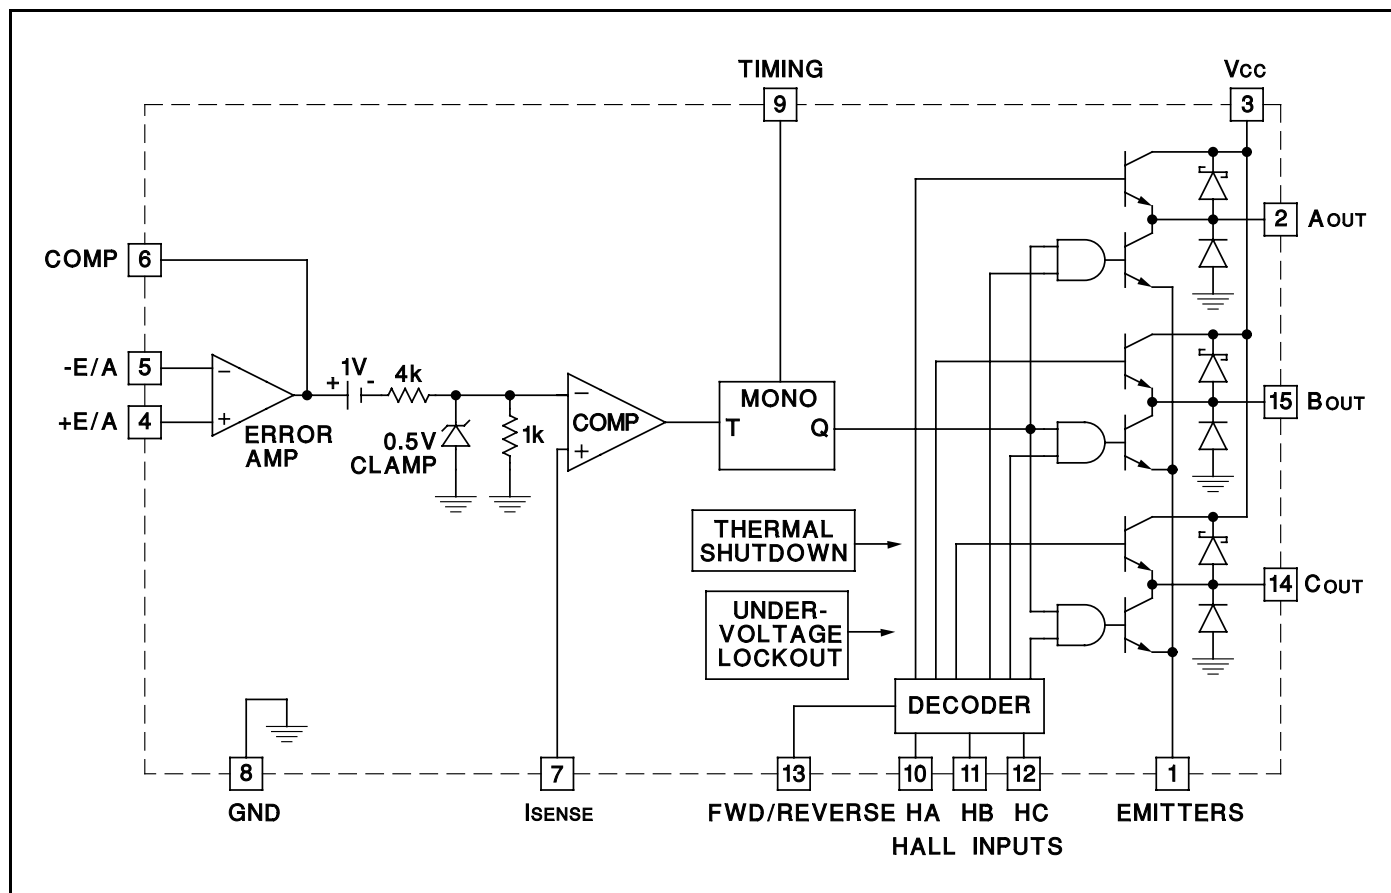 TIMING
VCC
9
3
2
AOUT
COMP
6
-E/A
5
+E/A
4
−
+
ERROR
AMP
+
1V
-
4k
0.5V
CLAMP
1k
−
COMP
+
MONO
T
Q
15
BOUT
THERMAL
SHUTDOWN
UNDER-
VOLTAGE
LOCKOUT
14
COUT
DECODER
8
7
13
10
11
12
1
GND
ISENSE
FWD/REVERSE
HA
HB
HC
EMITTERS
HALL INPUTS